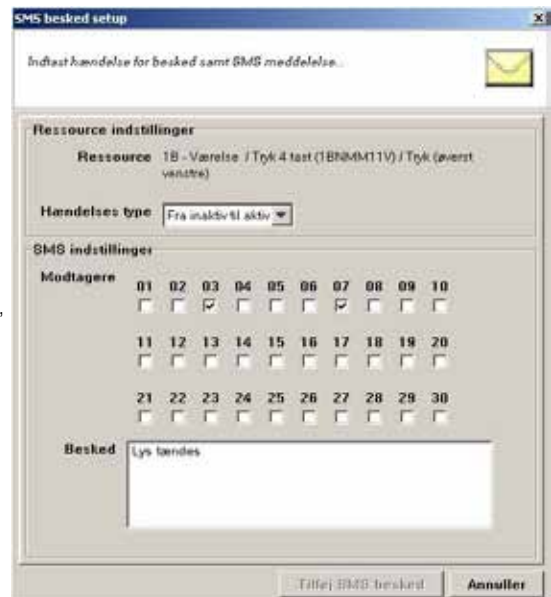 SMS besked setup
Indtast hændelse for besked samt SMS meddelelse...
Ressource indstillinger
Ressource 1B - Værelse / Tryk 4 tast (1BNMM11V) / Tryk (øverst
venstre)
Hændelses type Fra inaktiv til aktiv
SMS indstillinger
Modtagere
01 02 03 04 05 06 07 08 09 10
11 12 13 14 15 16 17 18 19 20
21 22 23 24 25 26 27 28 29 30
Besked Lys tændes
Tilføj SMS besked Annuller
,